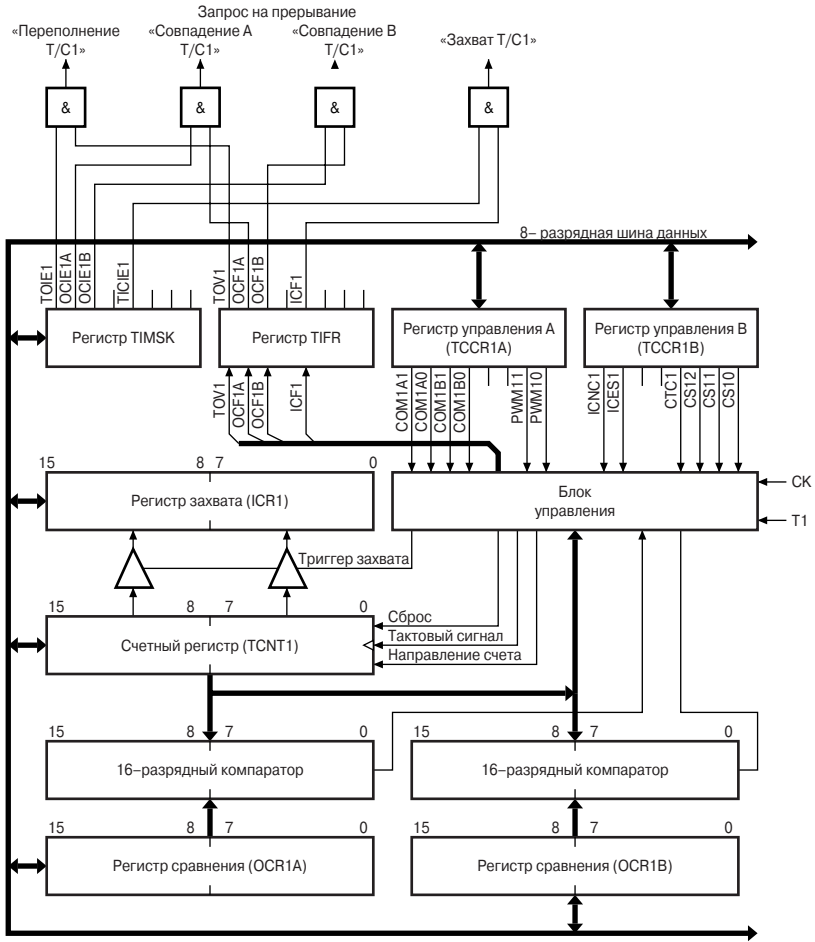 Запрос на прерывание
«Переполнение
T/C1»
«Совпадение A
T/C1»
«Совпадение B
T/C1»
«Захват T/C1»
&
&
&
&
8– разрядная шина данных
TOIE1
OCIE1A
OCIE1B
TICIE1
TOV1
OCF1A
OCF1B
ICF1
Регистр TIMSK
Регистр TIFR
Регистр управления A
(TCCR1A)
Регистр управления B
(TCCR1B)
TOV1
OCF1A
OCF1B
ICF1
COM1A1
COM1A0
COM1B1
COM1B0
PWM11
PWM10
ICNC1
ICES1
CTC1
CS12
CS11
CS10
15 8 7 0
Регистр захвата (ICR1)
Блок
управления
CK
T1
Триггер захвата
15 8 7 0
Счетный регистр (TCNT1)
Сброс
Тактовый сигнал
Направление счета
15 8 7 0
16–разрядный компаратор
15 8 7 0
16–разрядный компаратор
15 8 7 0
Регистр сравнения (OCR1A)
15 8 7 0
Регистр сравнения (OCR1B)